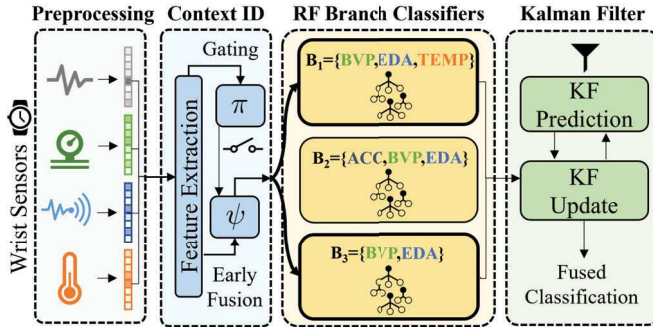 Preprocessing
Context ID
RF Branch Classifiers
Kalman Filter
Wrist Sensors
Feature Extraction
Gating
π
ψ
Early
Fusion
B1={BVP,EDA,TEMP}
B2={ACC,BVP,EDA}
B3={BVP,EDA}
KF
Prediction
KF
Update
Fused
Classification